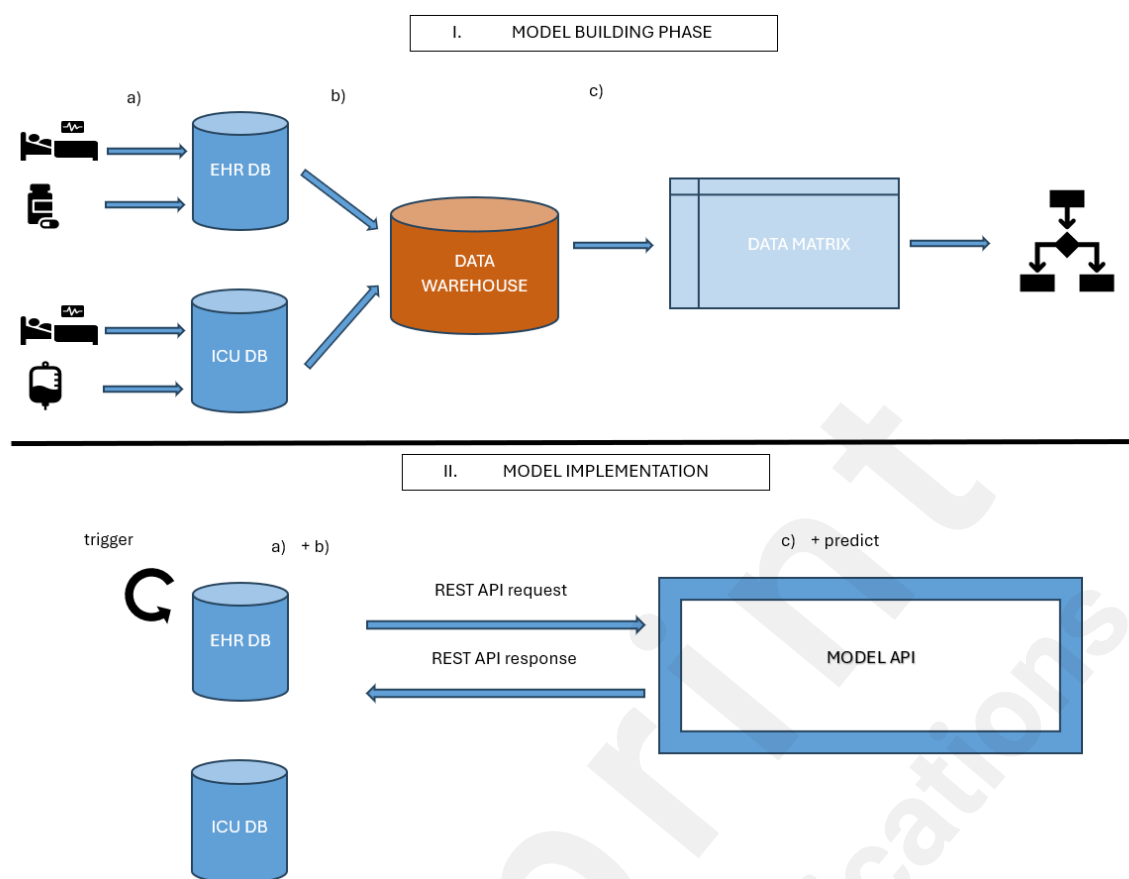 I. MODEL BUILDING PHASE
a) b) c)
EHR DB
DATA
WAREHOUSE
DATA MATRIX
ICU DB
II. MODEL IMPLEMENTATION
trigger
a) + b)
c) + predict
EHR DB
REST API request
REST API response
MODEL API
ICU DB